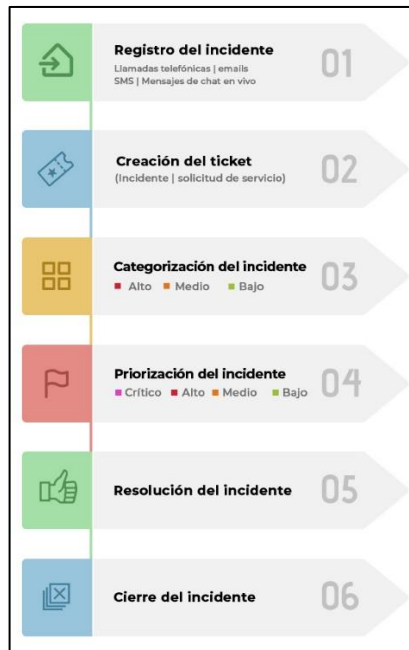 Registro del incidente
Llamadas telefónicas | emails
SMS | Mensajes de chat en vivo
01
Creación del ticket
(Incidente | solicitud de servicio)
02
Categorización del incidente
Alto Medio Bajo
03
Priorización del incidente
Crítico Alto Medio Bajo
04
Resolución del incidente
05
Cierre del incidente
06